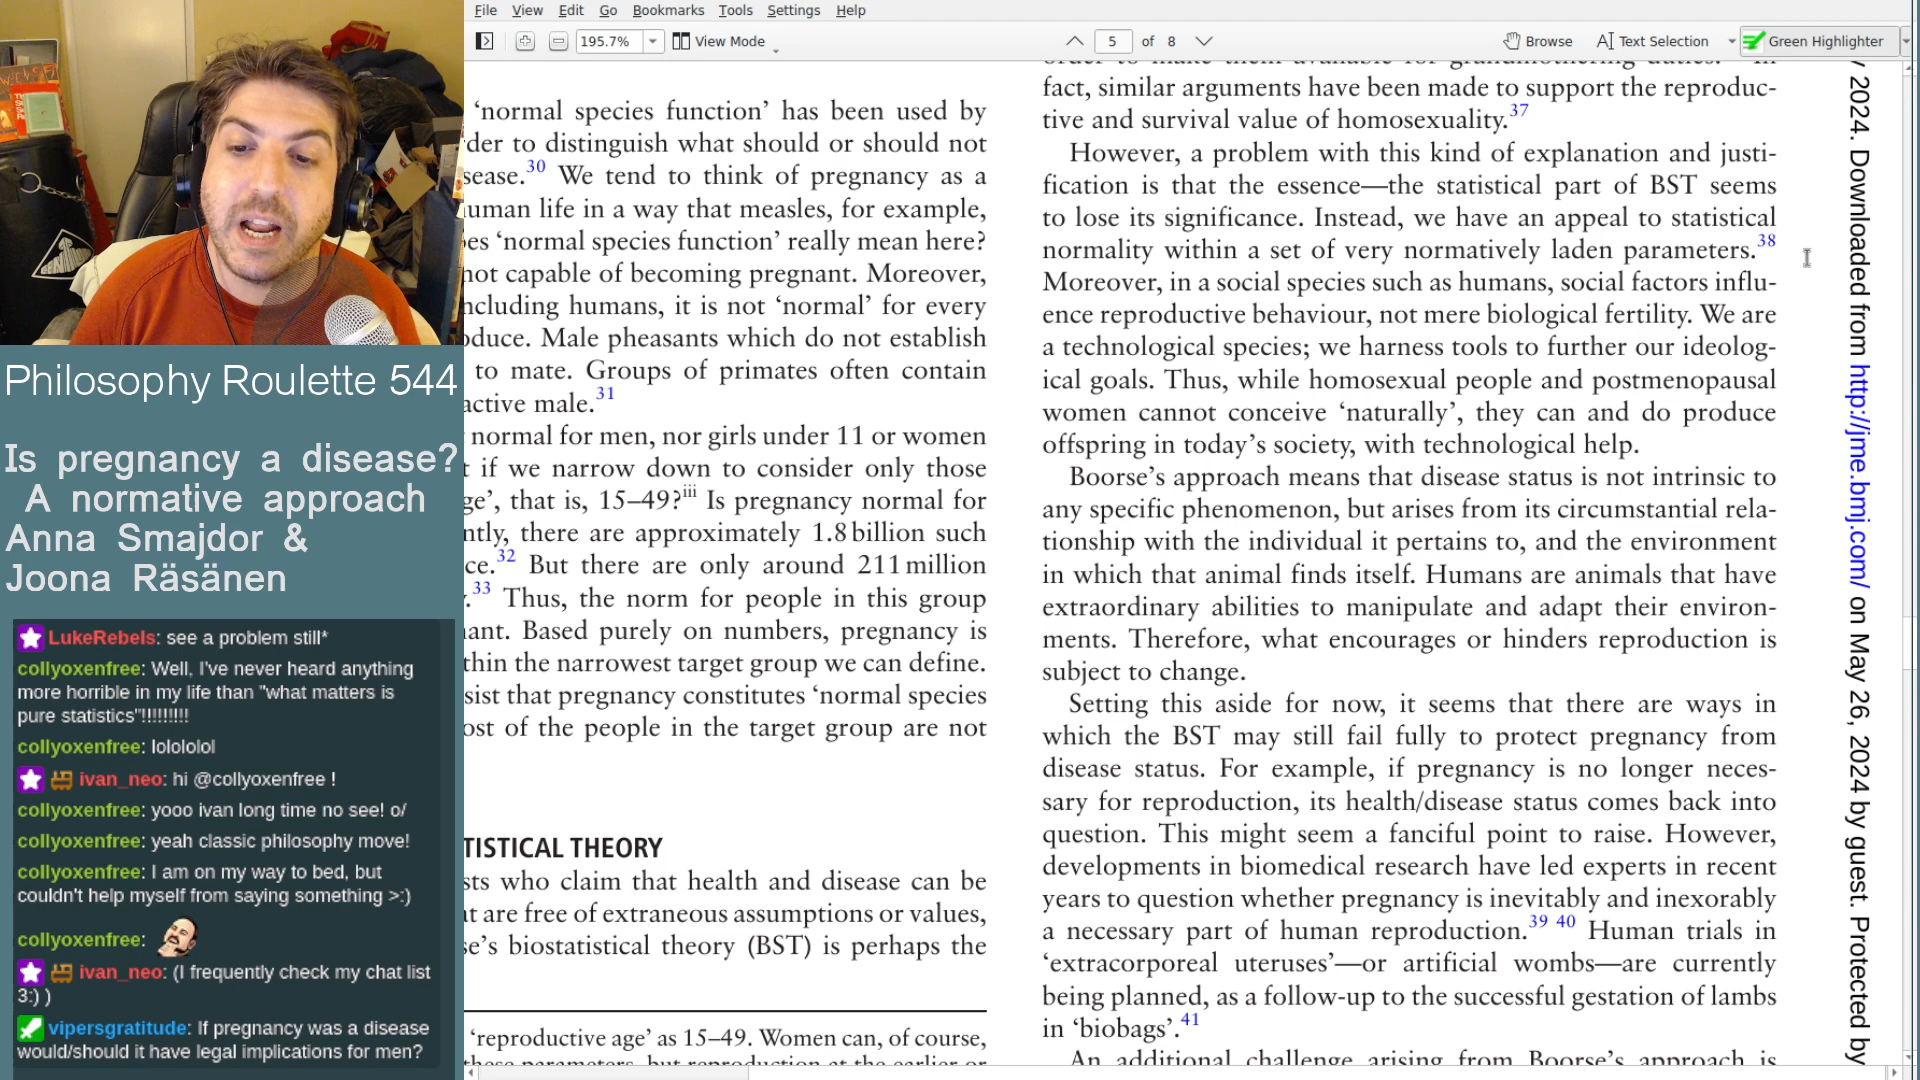 File View Edit Go Bookmarks Tools Settings Help
195.7% View Mode 5 of 8 Browse Text Selection Green Highlighter
Philosophy Roulette 544
Is pregnancy a disease?
A normative approach
Anna Smajdor &
Joona Räsänen
LukeRebels: see a problem still*
collyoxenfree: Well, I've never heard anything
more horrible in my life than "what matters is
pure statistics"!!!!!!!!!
collyoxenfree: lolololol
ivan_neo: hi @collyoxenfree !
collyoxenfree: yooo ivan long time no see! o/
collyoxenfree: yeah classic philosophy move!
collyoxenfree: I am on my way to bed, but
couldn't help myself from saying something >:)
collyoxenfree:
ivan_neo: (I frequently check my chat list
3:) )
vipersgratitude: If pregnancy was a disease
would/should it have legal implications for men?
'normal species function' has been used by
der to distinguish what should or should not
sease.30 We tend to think of pregnancy as a
uman life in a way that measles, for example,
es 'normal species function' really mean here?
not capable of becoming pregnant. Moreover,
ncluding humans, it is not 'normal' for every
oduce. Male pheasants which do not establish
to mate. Groups of primates often contain
active male.31
normal for men, nor girls under 11 or women
t if we narrow down to consider only those
ge', that is, 15–49?iii Is pregnancy normal for
ntly, there are approximately 1.8 billion such
ce.32 But there are only around 211 million
.33 Thus, the norm for people in this group
ant. Based purely on numbers, pregnancy is
thin the narrowest target group we can define.
sist that pregnancy constitutes 'normal species
ost of the people in the target group are not
TISTICAL THEORY
sts who claim that health and disease can be
at are free of extraneous assumptions or values,
se's biostatistical theory (BST) is perhaps the
'reproductive age' as 15–49. Women can, of course,
these parameters, but reproduction at the earlier or
order to make them available for grandmothering duties. In
fact, similar arguments have been made to support the reproduc-
tive and survival value of homosexuality.37
However, a problem with this kind of explanation and justi-
fication is that the essence—the statistical part of BST seems
to lose its significance. Instead, we have an appeal to statistical
normality within a set of very normatively laden parameters.38
Moreover, in a social species such as humans, social factors influ-
ence reproductive behaviour, not mere biological fertility. We are
a technological species; we harness tools to further our ideolog-
ical goals. Thus, while homosexual people and postmenopausal
women cannot conceive 'naturally', they can and do produce
offspring in today's society, with technological help.
Boorse's approach means that disease status is not intrinsic to
any specific phenomenon, but arises from its circumstantial rela-
tionship with the individual it pertains to, and the environment
in which that animal finds itself. Humans are animals that have
extraordinary abilities to manipulate and adapt their environ-
ments. Therefore, what encourages or hinders reproduction is
subject to change.
Setting this aside for now, it seems that there are ways in
which the BST may still fail fully to protect pregnancy from
disease status. For example, if pregnancy is no longer neces-
sary for reproduction, its health/disease status comes back into
question. This might seem a fanciful point to raise. However,
developments in biomedical research have led experts in recent
years to question whether pregnancy is inevitably and inexorably
a necessary part of human reproduction.39 40 Human trials in
'extracorporeal uteruses'—or artificial wombs—are currently
being planned, as a follow-up to the successful gestation of lambs
in 'biobags'.41
An additional challenge arising from Boorse's approach is
2024. Downloaded from http://jme.bmj.com/ on May 26, 2024 by guest. Protected by